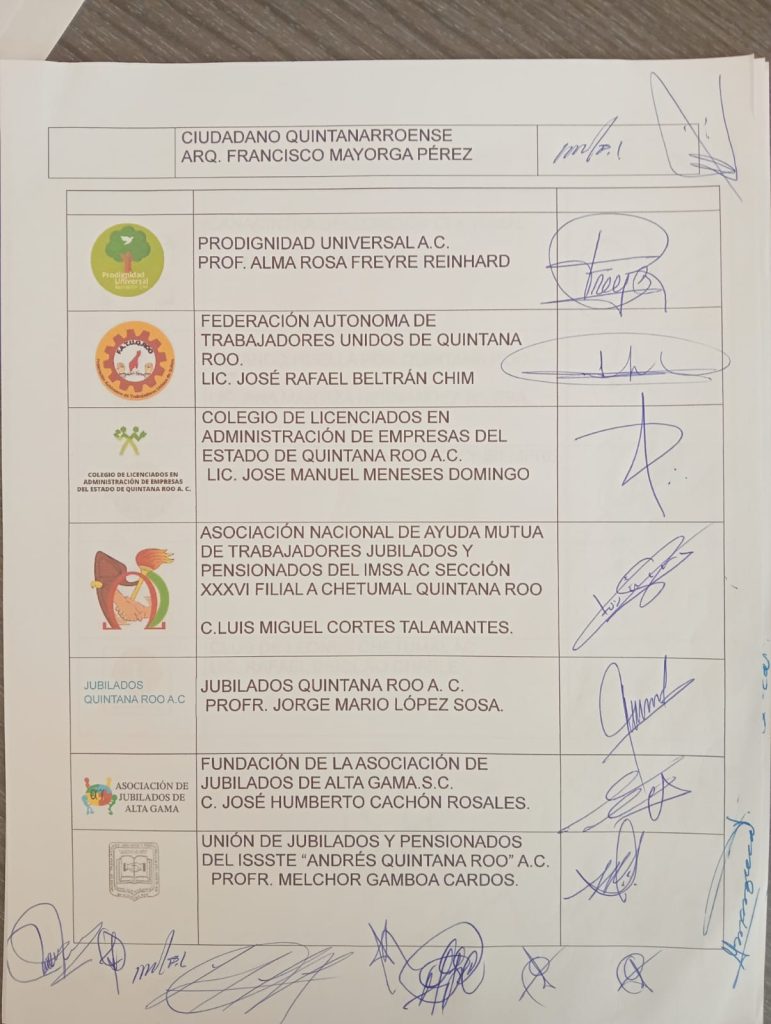 CIUDADANO QUINTANARROENSE
ARQ. FRANCISCO MAYORGA PÉREZ
Prodignidad
Universal
PRODIGNIDAD UNIVERSAL A.C.
PROF. ALMA ROSA FREYRE REINHARD
FEDERACIÓN AUTONOMA DE
TRABAJADORES UNIDOS DE QUINTANA
ROO.
LIC. JOSÉ RAFAEL BELTRÁN CHIM
COLEGIO DE LICENCIADOS EN
ADMINISTRACIÓN DE EMPRESAS
DEL ESTADO DE QUINTANA ROO A. C.
COLEGIO DE LICENCIADOS EN
ADMINISTRACIÓN DE EMPRESAS DEL
ESTADO DE QUINTANA ROO A.C.
LIC. JOSE MANUEL MENESES DOMINGO
ASOCIACIÓN NACIONAL DE AYUDA MUTUA
DE TRABAJADORES JUBILADOS Y
PENSIONADOS DEL IMSS AC SECCIÓN
XXXVI FILIAL A CHETUMAL QUINTANA ROO
C.LUIS MIGUEL CORTES TALAMANTES.
JUBILADOS
QUINTANA ROO A.C
JUBILADOS QUINTANA ROO A. C.
PROFR. JORGE MARIO LÓPEZ SOSA.
ASOCIACIÓN DE
JUBILADOS DE
ALTA GAMA
FUNDACIÓN DE LA ASOCIACIÓN DE
JUBILADOS DE ALTA GAMA.S.C.
C. JOSÉ HUMBERTO CACHÓN ROSALES.
UNIÓN DE JUBILADOS Y PENSIONADOS
DEL ISSSTE “ANDRÉS QUINTANA ROO” A.C.
PROFR. MELCHOR GAMBOA CARDOS.